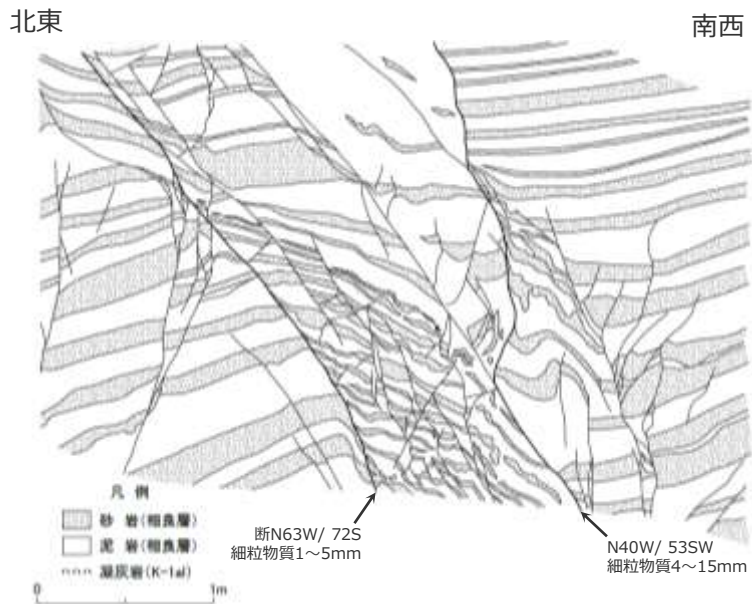 北東
南西
凡 例
砂 岩(相良層)
泥 岩(相良層)
凝灰岩(K-1al)
0 1m
断N63W/ 72S
細粒物質1～5mm
N40W/ 53SW
細粒物質4～15mm